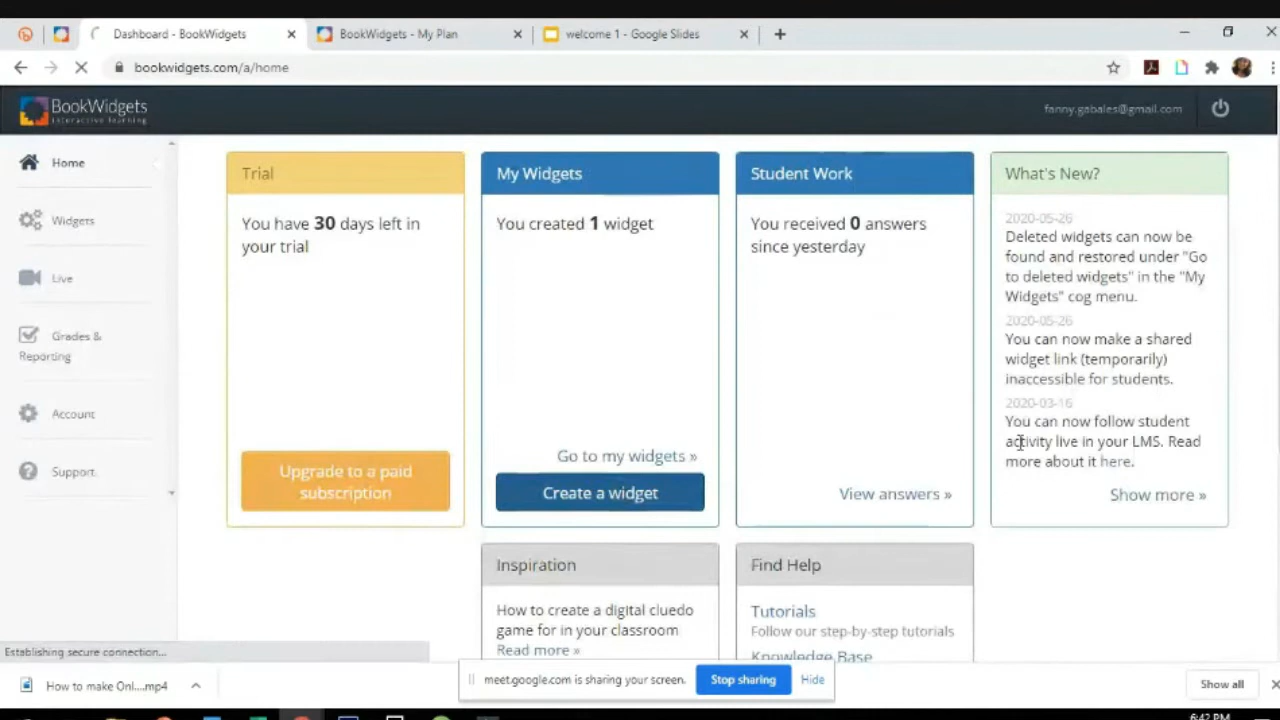 Dashboard - BookWidgets
BookWidgets - My Plan
welcome 1 - Google Slides
bookwidgets.com/a/home
BookWidgets
interactive learning
fanny.gabales@gmail.com
Home
Widgets
Live
Grades &
Reporting
Account
Support
Trial
You have 30 days left in
your trial
Upgrade to a paid
subscription
My Widgets
You created 1 widget
Go to my widgets »
Create a widget
Student Work
You received 0 answers
since yesterday
View answers »
What's New?
2020-05-26
Deleted widgets can now be
found and restored under "Go
to deleted widgets" in the "My
Widgets" cog menu.
2020-05-26
You can now make a shared
widget link (temporarily)
inaccessible for students.
2020-03-16
You can now follow student
activity live in your LMS. Read
more about it here.
Show more »
Inspiration
How to create a digital cluedo
game for in your classroom
Read more »
Find Help
Tutorials
Follow our step-by-step tutorials
Knowledge Base
Establishing secure connection...
meet.google.com is sharing your screen.
Stop sharing
Hide
How to make Onl....mp4
Show all
6:42 PM